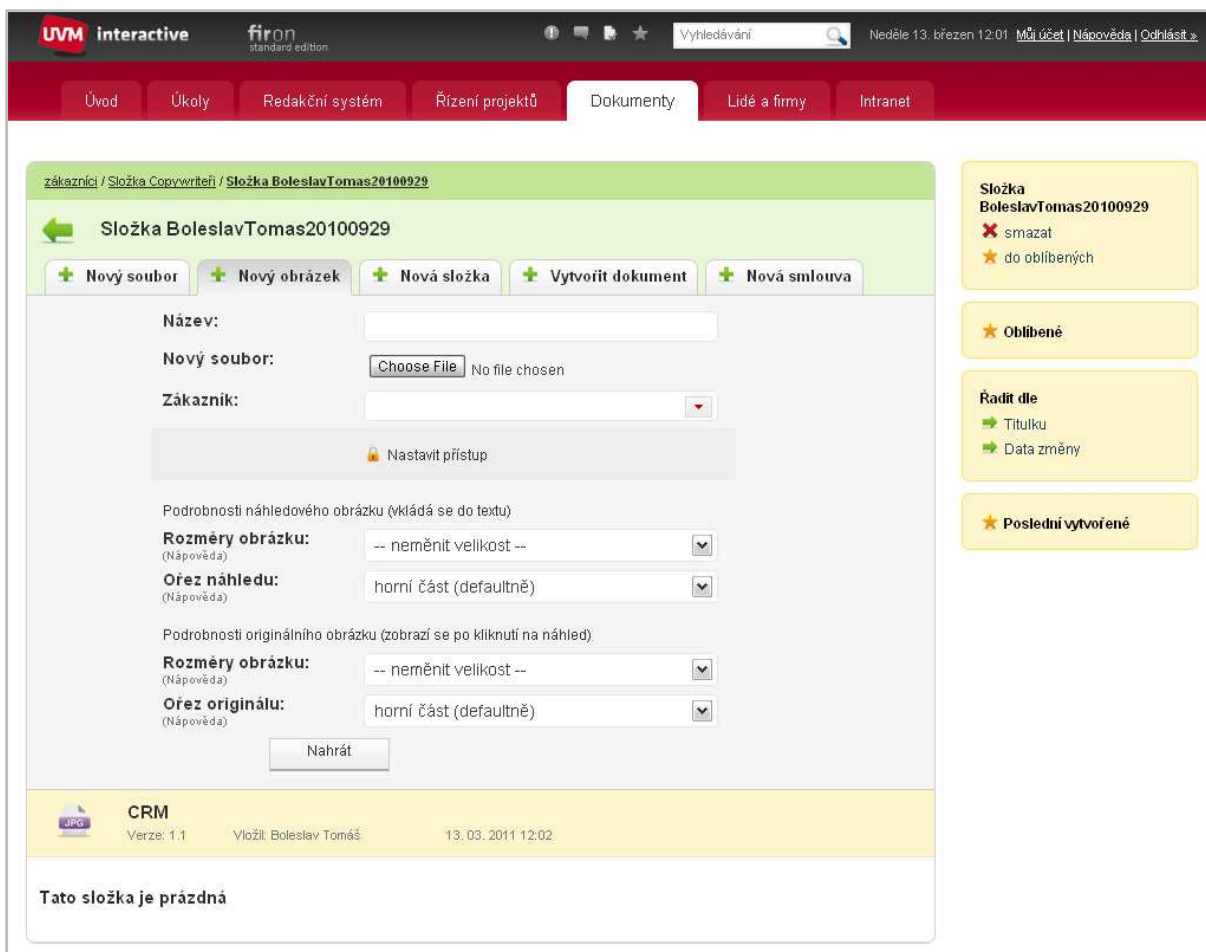 UVM interactive firon standard edition Vyhledávání Neděle 13. březen 12:01 Můj účet | Nápověda | Odhlásit »
Úvod Úkoly Redakční systém Řízení projektů Dokumenty Lidé a firmy Intranet
zákazníci / Složka Copywriteři / Složka BoleslavTomas20100929
Složka BoleslavTomas20100929
Nový soubor Nový obrázek Nová složka Vytvořit dokument Nová smlouva
Název:
Nový soubor: Choose File No file chosen
Zákazník:
Nastavit přístup
Podrobnosti náhledového obrázku (vkládá se do textu)
Rozměry obrázku: -- neměnit velikost --
(Nápověda)
Ořez náhledu: horní část (defaultně)
(Nápověda)
Podrobnosti originálního obrázku (zobrazí se po kliknutí na náhled)
Rozměry obrázku: -- neměnit velikost --
(Nápověda)
Ořez originálu: horní část (defaultně)
(Nápověda)
Nahrát
JPG
CRM
Verze: 1.1 Vložil: Boleslav Tomáš 13. 03. 2011 12:02
Tato složka je prázdná
Složka
BoleslavTomas20100929
smazat
do oblíbených
Oblíbené
Řadit dle
Titulku
Data změny
Poslední vytvořené